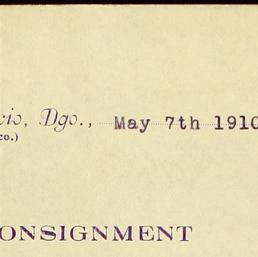 cio, Dgo., May 7th 1910
co.)
ONSIGNMENT